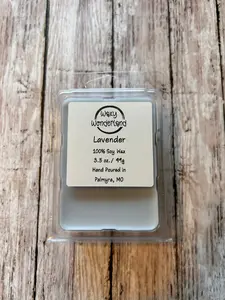 Waxy
Wonderland
Lavender
100% Soy Wax
3.5 oz. / 99g
Hand Poured in
Palmyra, MO